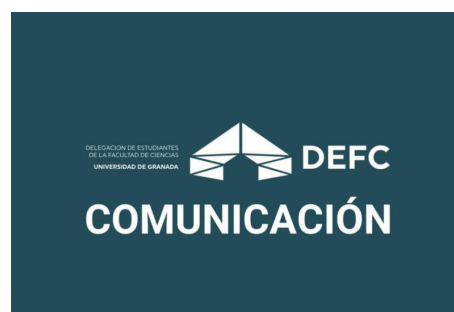 DELEGACION DE ESTUDIANTES
DE LA FACULTAD DE CIENCIAS
UNIVERSIDAD DE GRANADA
DEFC
COMUNICACIÓN